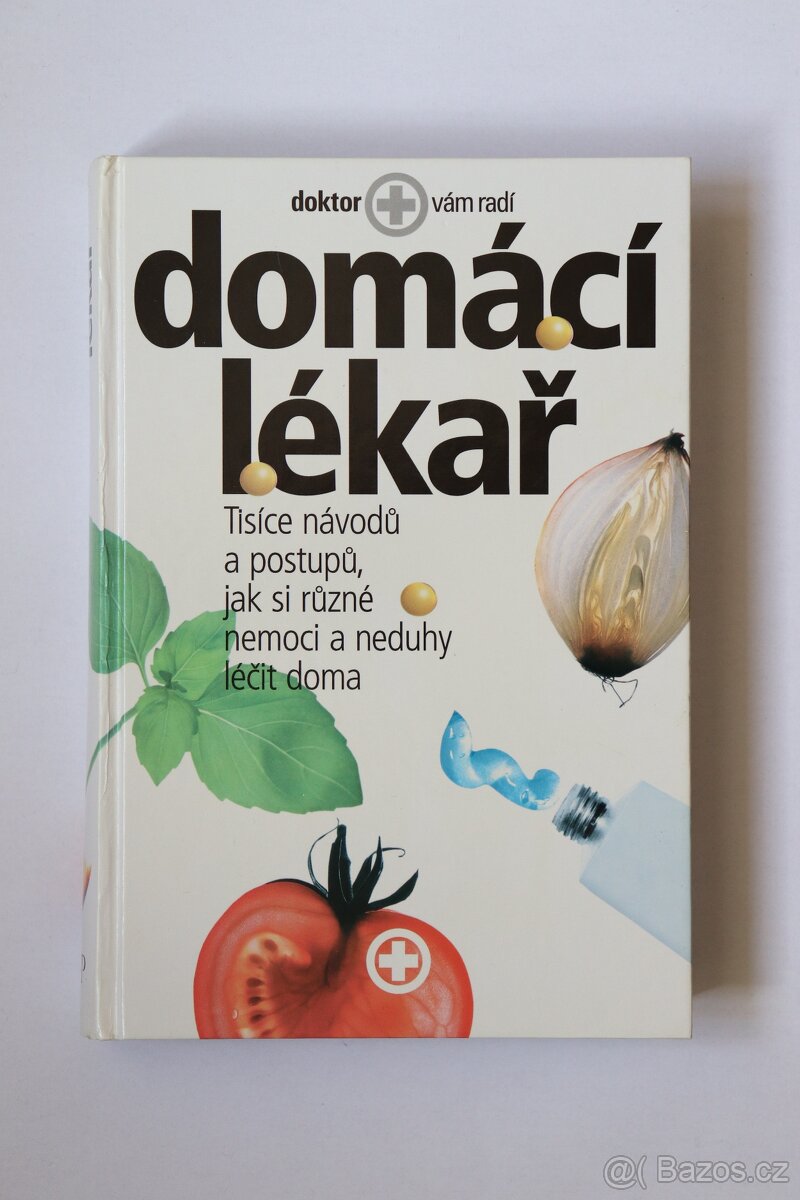 doktor vám radí
domácí
lékař
Tisíce návodů
a postupů,
jak si různé
nemoci a neduhy
léčit doma
@( Bazos.cz